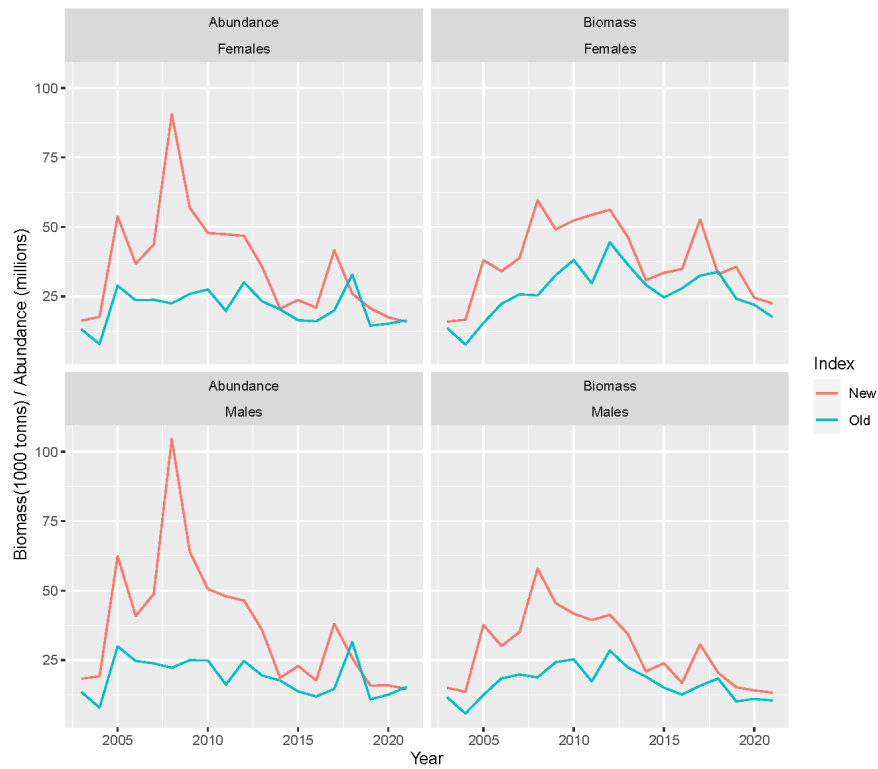 Abundance
Females
Biomass
Females
100
75
50
25
Abundance
Males
Biomass
Males
100
75
50
25
2005
2010
2015
2020
2005
2010
2015
2020
Year
Biomass(1000 tonns) / Abundance (millions)
Index
New
Old